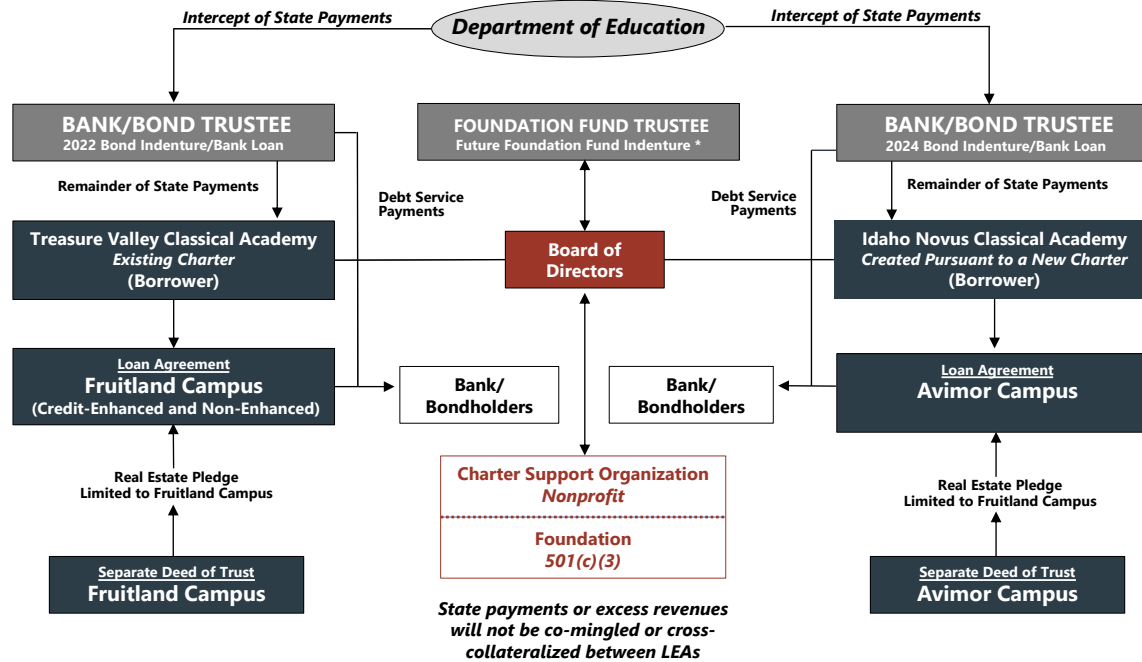 Intercept of State Payments
Department of Education
Intercept of State Payments
BANK/BOND TRUSTEE
2022 Bond Indenture/Bank Loan
FOUNDATION FUND TRUSTEE
Future Foundation Fund Indenture *
BANK/BOND TRUSTEE
2024 Bond Indenture/Bank Loan
Remainder of State Payments
Debt Service
Payments
Debt Service
Payments
Remainder of State Payments
Treasure Valley Classical Academy
Existing Charter
(Borrower)
Board of
Directors
Idaho Novus Classical Academy
Created Pursuant to a New Charter
(Borrower)
Loan Agreement
Fruitland Campus
(Credit-Enhanced and Non-Enhanced)
Bank/
Bondholders
Bank/
Bondholders
Loan Agreement
Avimor Campus
Real Estate Pledge
Limited to Fruitland Campus
Charter Support Organization
Nonprofit
Foundation
501(c)(3)
Real Estate Pledge
Limited to Fruitland Campus
Separate Deed of Trust
Fruitland Campus
Separate Deed of Trust
Avimor Campus
State payments or excess revenues
will not be co-mingled or cross-
collateralized between LEAs